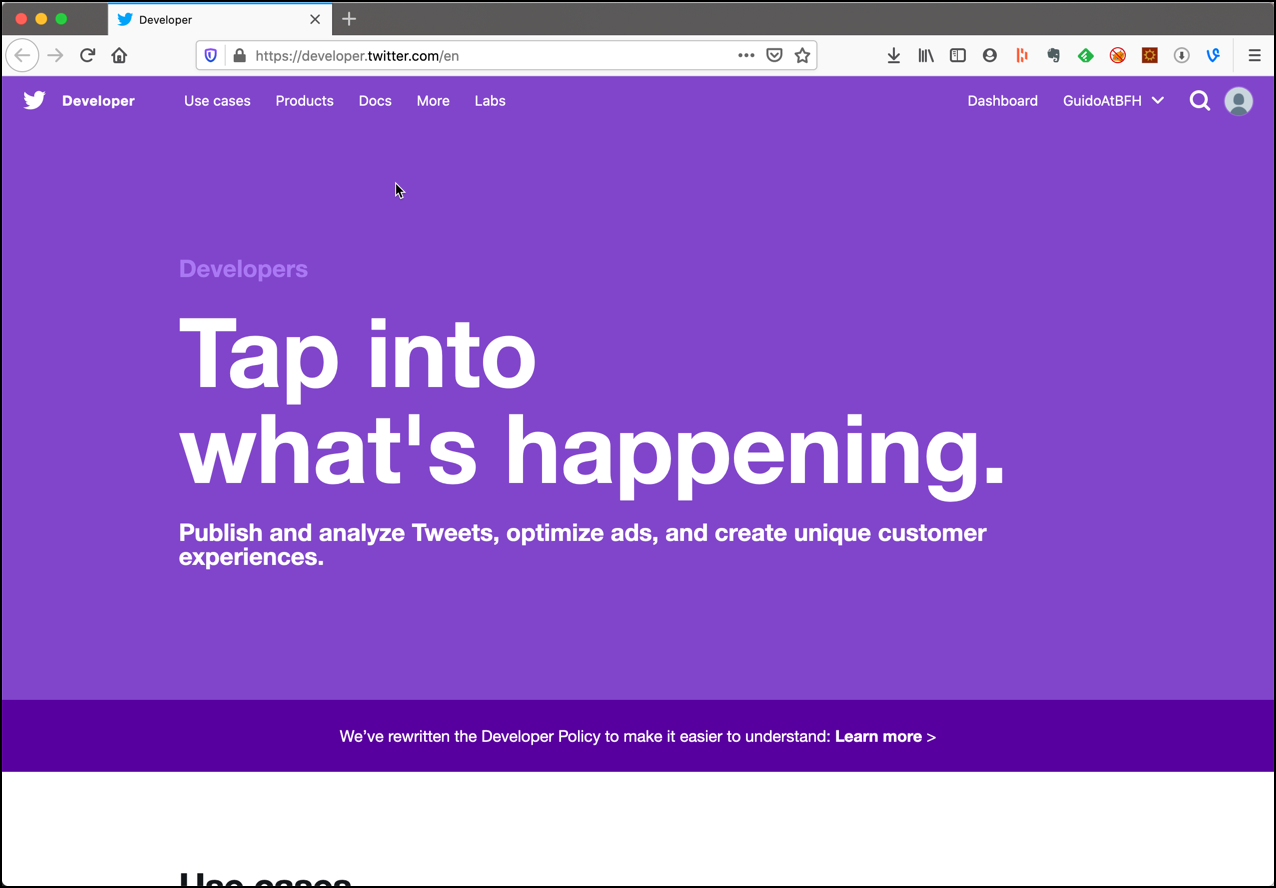 Developer
https://developer.twitter.com/en
Developer Use cases Products Docs More Labs Dashboard GuidoAtBFH
Developers
Tap into
what's happening.
Publish and analyze Tweets, optimize ads, and create unique customer
experiences.
We’ve rewritten the Developer Policy to make it easier to understand: Learn more >
Use cases